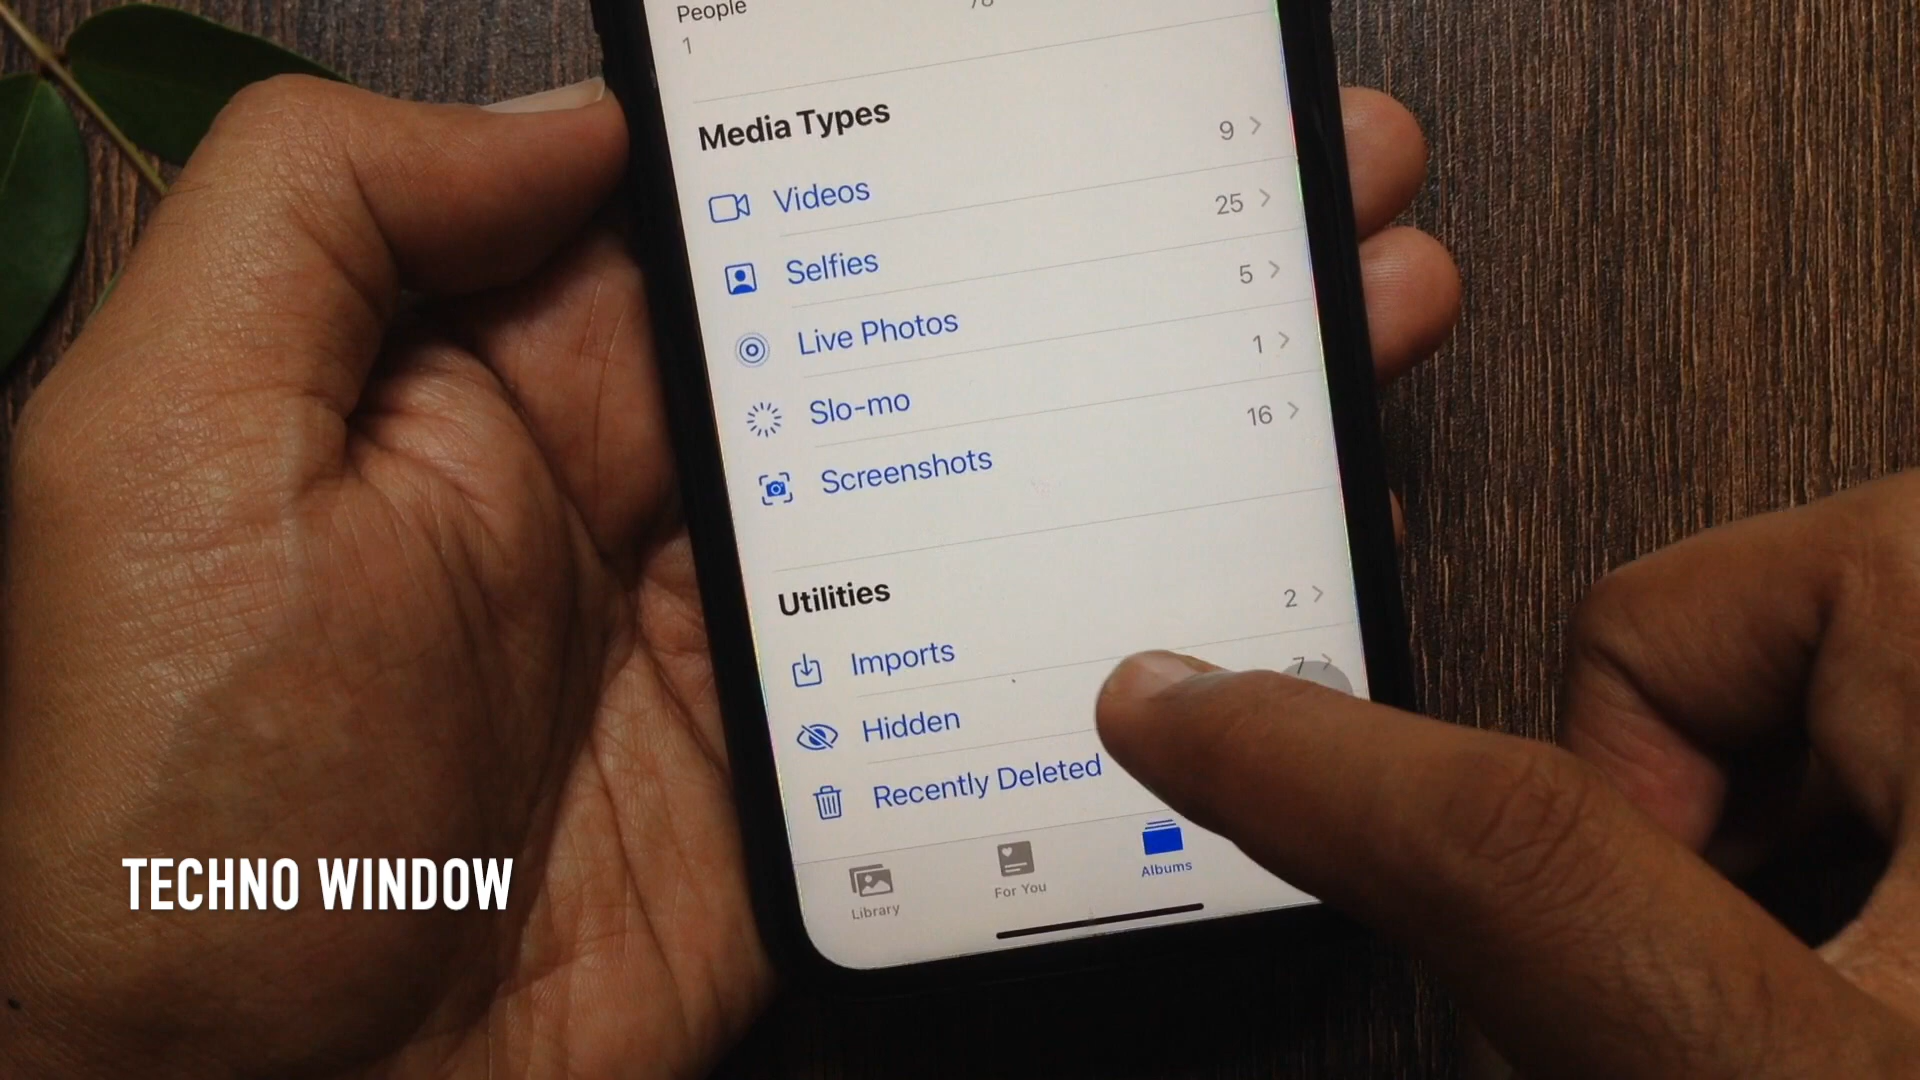 People
1
Media Types
Videos 9
Selfies 25
Live Photos 5
Slo-mo 1
Screenshots 16
Utilities
Imports 2
Hidden 7
Recently Deleted
Library For You Albums
TECHNO WINDOW